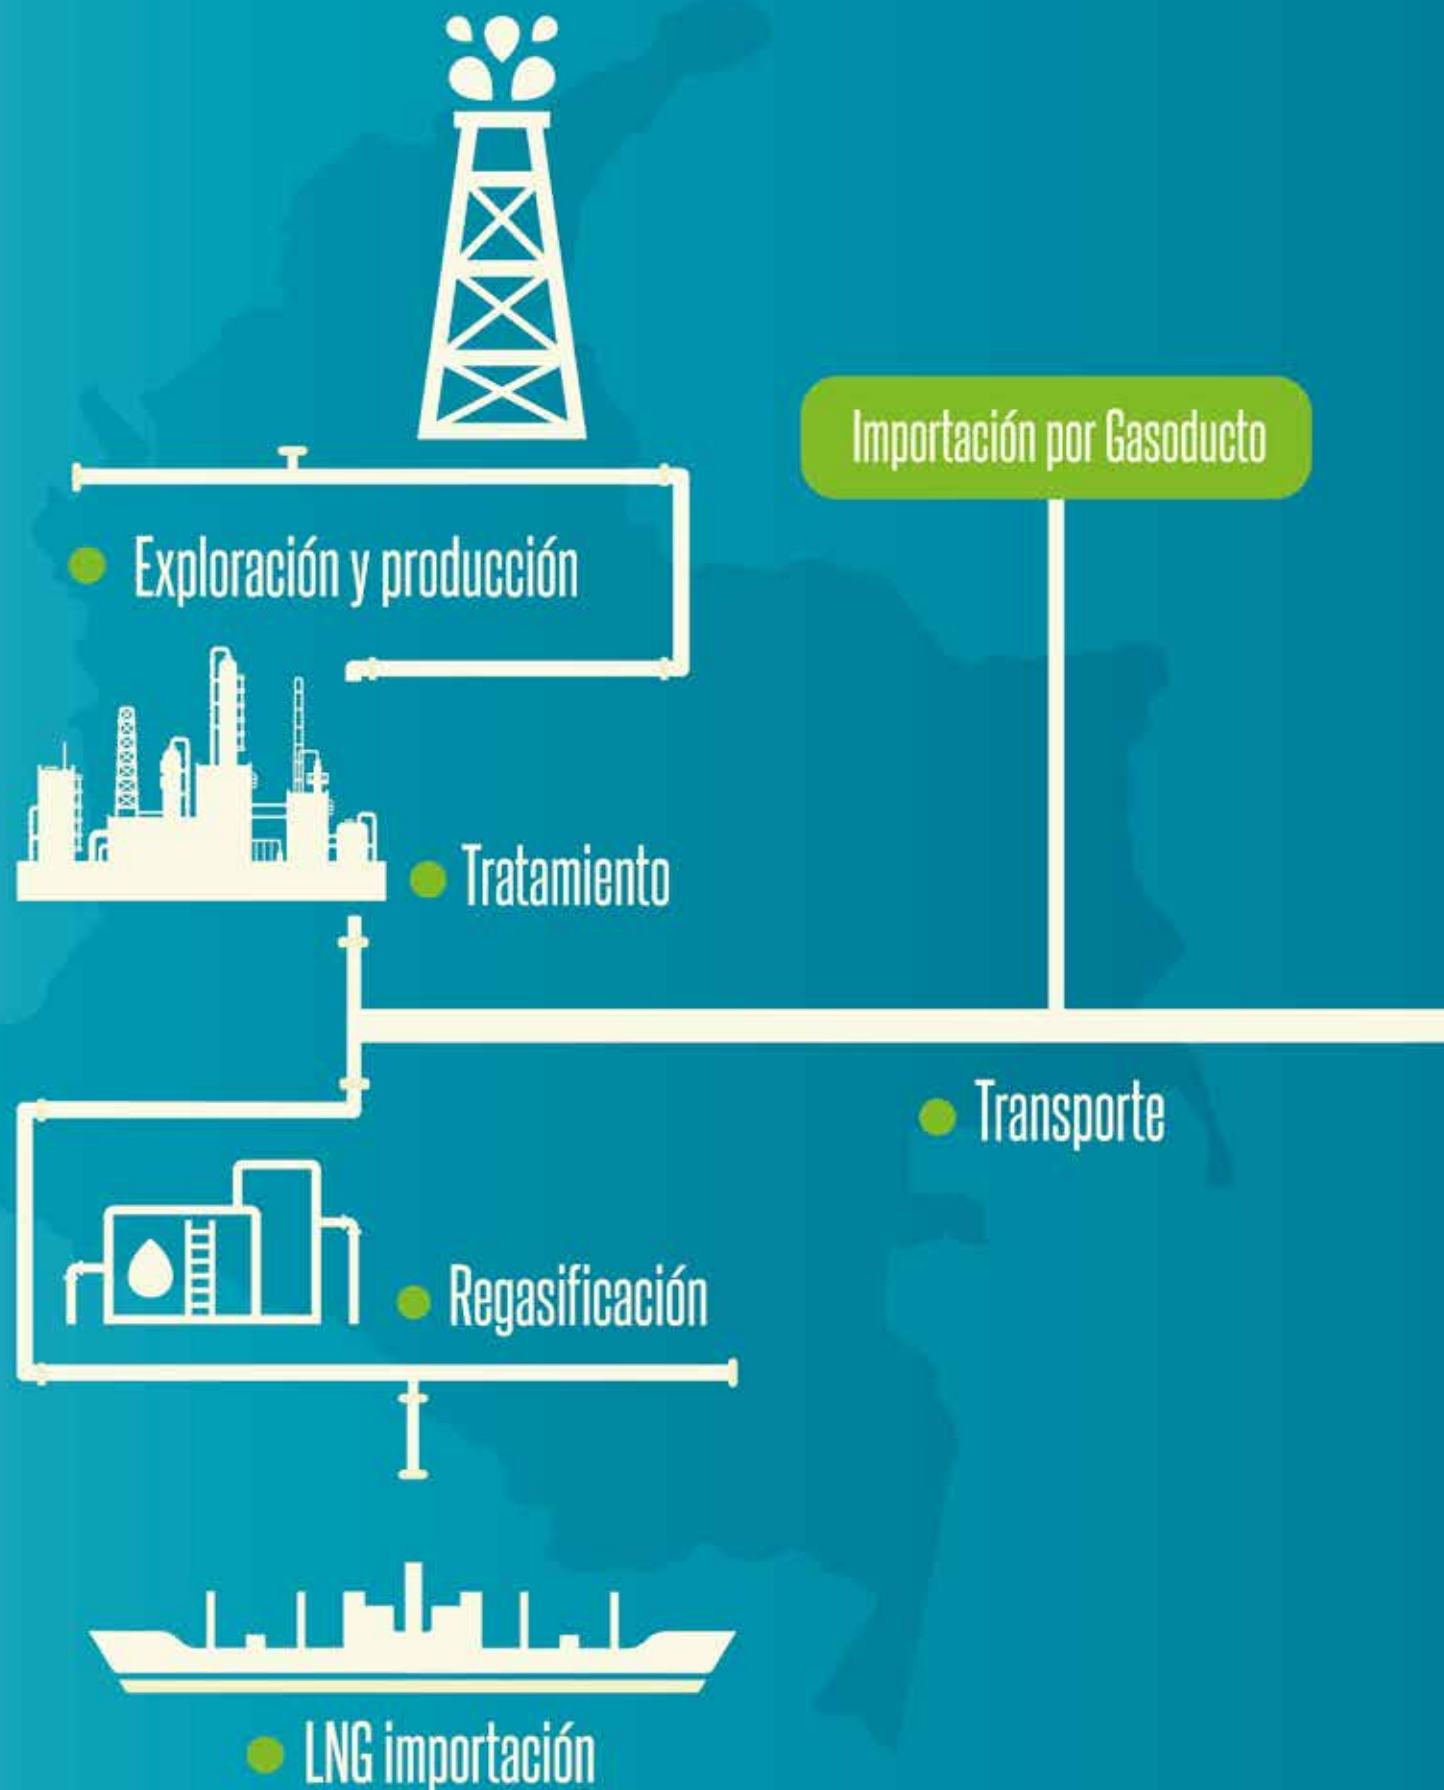 Importación por Gasoducto
Exploración y producción
Tratamiento
Transporte
Regasificación
LNG importación